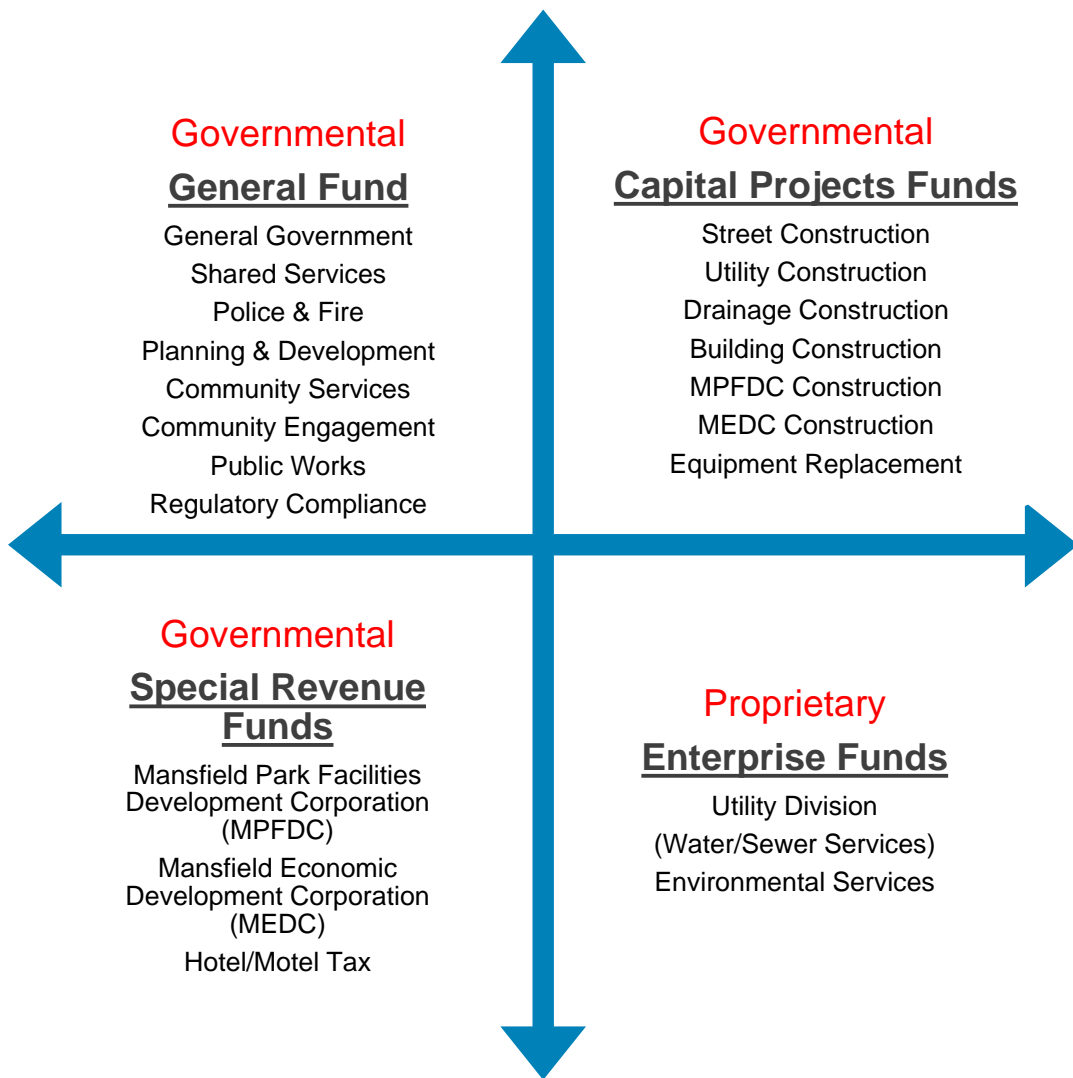 Governmental
General Fund
General Government
Shared Services
Police & Fire
Planning & Development
Community Services
Community Engagement
Public Works
Regulatory Compliance
Governmental
Capital Projects Funds
Street Construction
Utility Construction
Drainage Construction
Building Construction
MPFDC Construction
MEDC Construction
Equipment Replacement
Governmental
Special Revenue
Funds
Mansfield Park Facilities
Development Corporation
(MPFDC)
Mansfield Economic
Development Corporation
(MEDC)
Hotel/Motel Tax
Proprietary
Enterprise Funds
Utility Division
(Water/Sewer Services)
Environmental Services